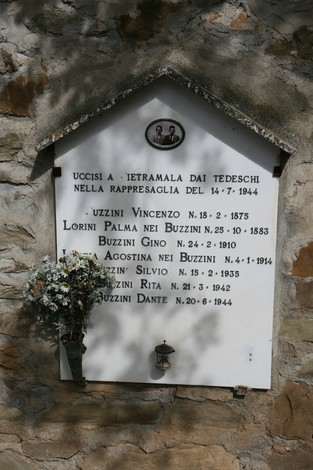 UCCISI A  IETRAMALA DAI TEDESCHI
NELLA RAPPRESAGLIA DEL 14-7-1944
UZZINI VINCENZO N.18-2-1875
LORINI PALMA NEI BUZZINI N.25-10-1883
BUZZINI GINO N.24-2-1910
AGOSTINA NEI BUZZINI N.4-1-1914
UZZIN' SILVIO N.15-2-1935
BUZZINI RITA N.21-3-1942
BUZZINI DANTE N.20-6-1944